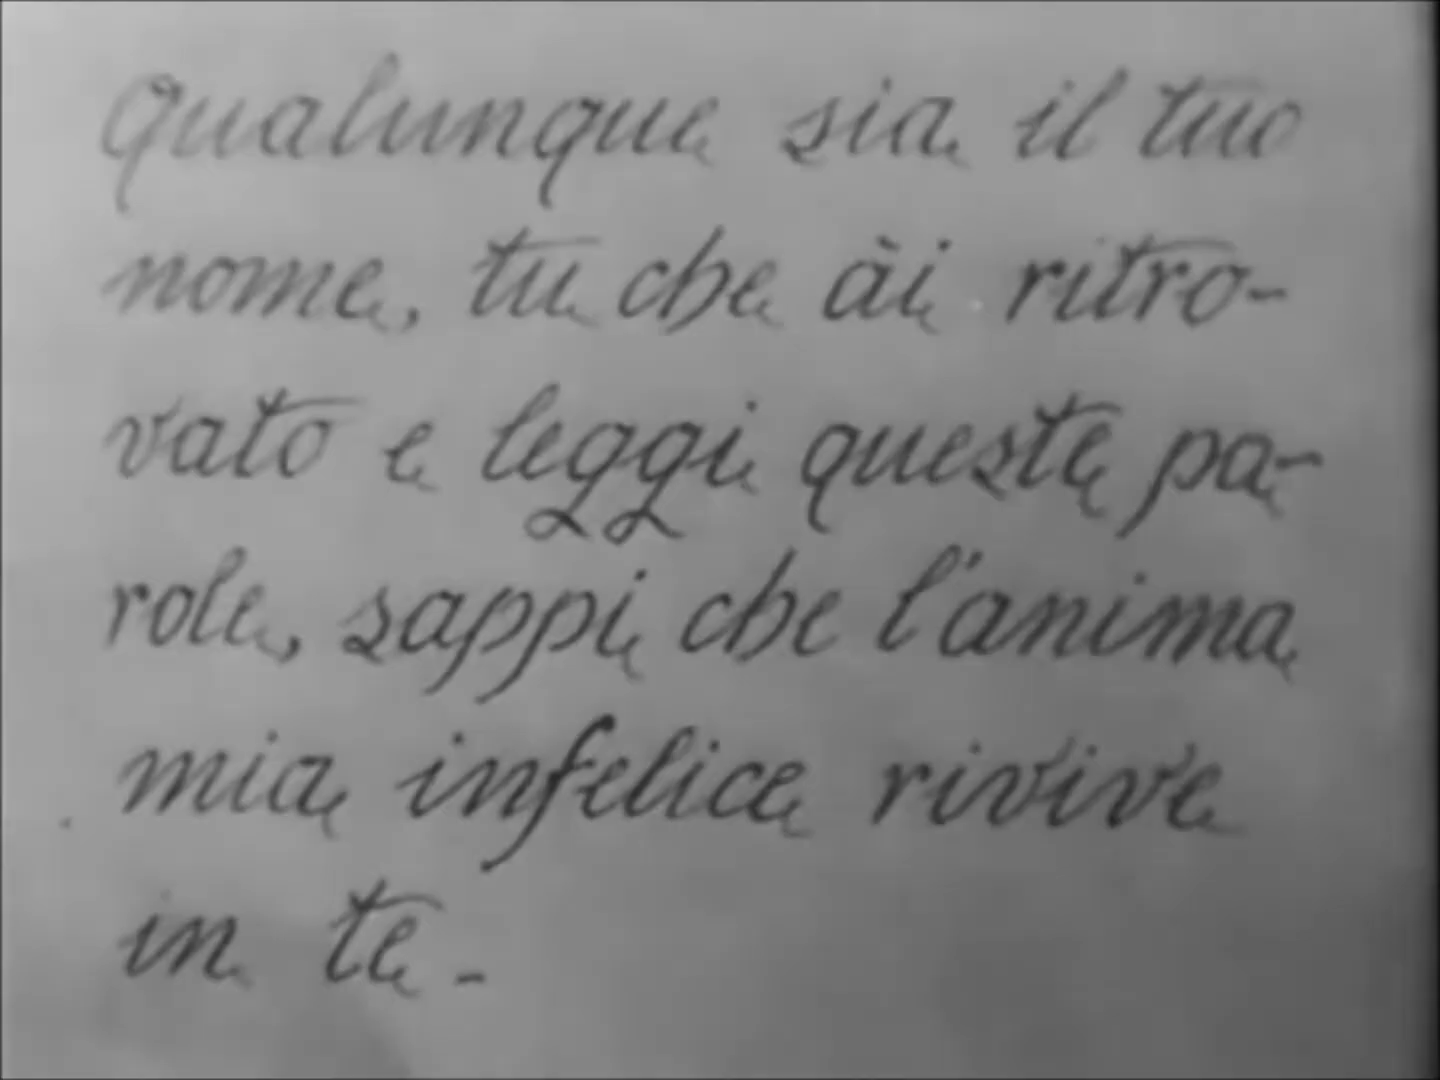 Qualunque sia il tuo
nome, tu che ài ritro-
vato e leggi queste pa-
role, sappi che l'anima
mia infelice rivive
in te -